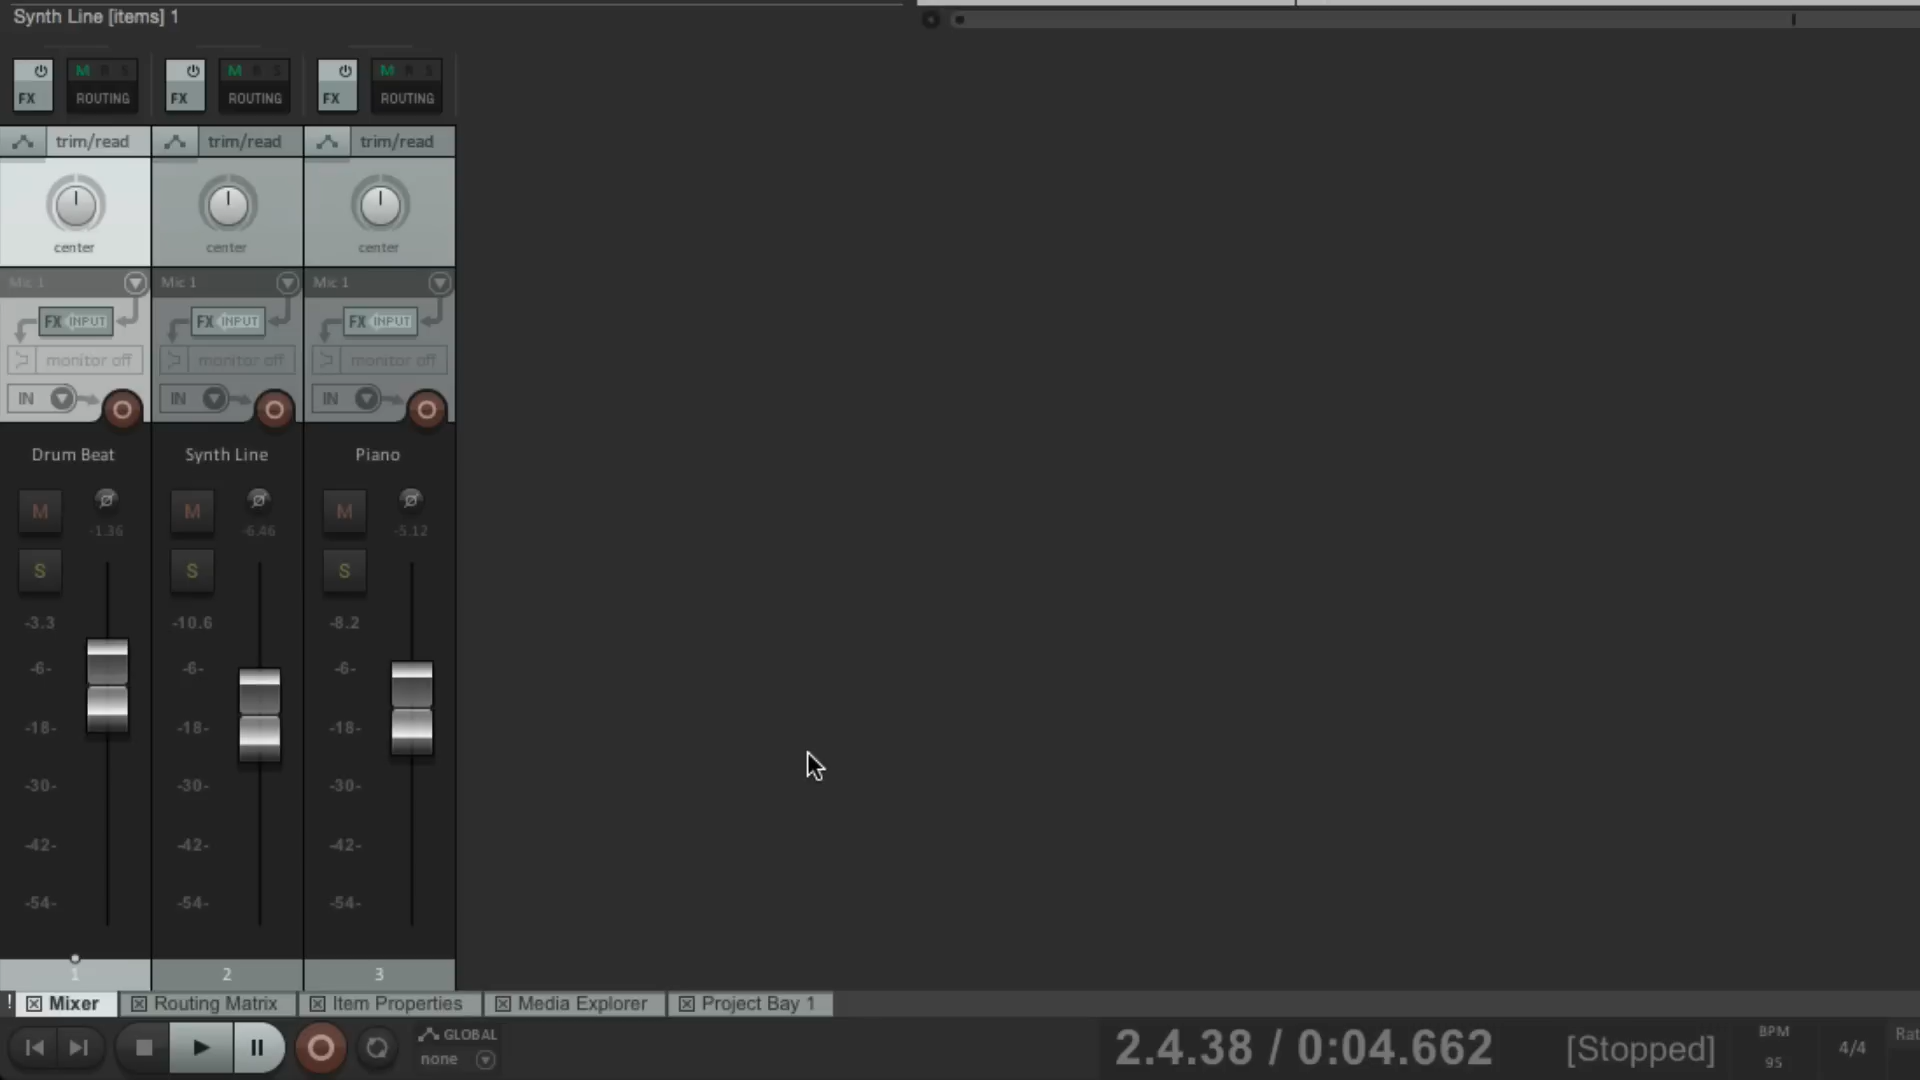 Synth Line [items] 1
M R S M R S M R S
FX ROUTING FX ROUTING FX ROUTING
trim/read trim/read trim/read
center center center
Mic 1 Mic 1 Mic 1
FX INPUT FX INPUT FX INPUT
monitor off monitor off monitor off
IN IN IN
Drum Beat Synth Line Piano
M M M
-1.36 -6.46 -5.12
S S S
-3.3 -10.6 -8.2
-6- -6- -6-
-18- -18- -18-
-30- -30- -30-
-42- -42- -42-
-54- -54- -54-
1 2 3
! Mixer Routing Matrix Item Properties Media Explorer Project Bay 1
GLOBAL
none
2.4.38 / 0:04.662 [Stopped]
BPM
95
4/4
Rat